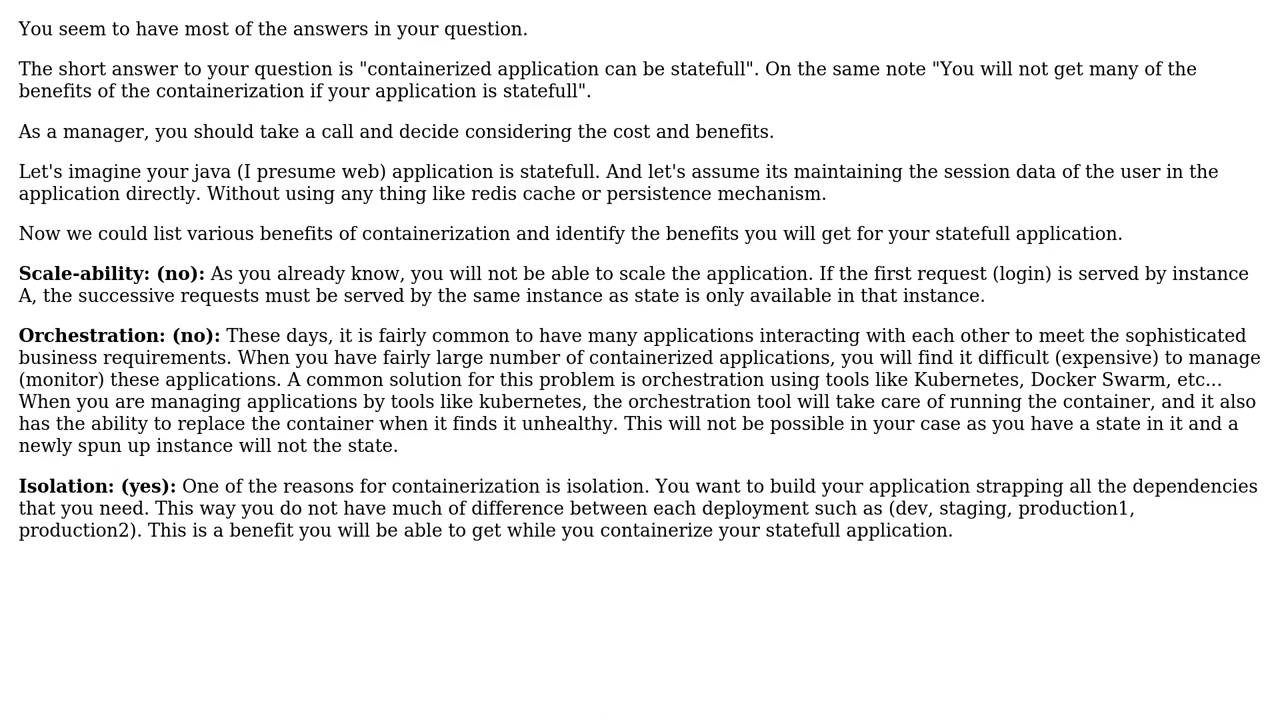 You seem to have most of the answers in your question.
The short answer to your question is "containerized application can be statefull". On the same note "You will not get many of the
benefits of the containerization if your application is statefull".
As a manager, you should take a call and decide considering the cost and benefits.
Let's imagine your java (I presume web) application is statefull. And let's assume its maintaining the session data of the user in the
application directly. Without using any thing like redis cache or persistence mechanism.
Now we could list various benefits of containerization and identify the benefits you will get for your statefull application.
Scale-ability: (no): As you already know, you will not be able to scale the application. If the first request (login) is served by instance
A, the successive requests must be served by the same instance as state is only available in that instance.
Orchestration: (no): These days, it is fairly common to have many applications interacting with each other to meet the sophisticated
business requirements. When you have fairly large number of containerized applications, you will find it difficult (expensive) to manage
(monitor) these applications. A common solution for this problem is orchestration using tools like Kubernetes, Docker Swarm, etc...
When you are managing applications by tools like kubernetes, the orchestration tool will take care of running the container, and it also
has the ability to replace the container when it finds it unhealthy. This will not be possible in your case as you have a state in it and a
newly spun up instance will not the state.
Isolation: (yes): One of the reasons for containerization is isolation. You want to build your application strapping all the dependencies
that you need. This way you do not have much of difference between each deployment such as (dev, staging, production1,
production2). This is a benefit you will be able to get while you containerize your statefull application.